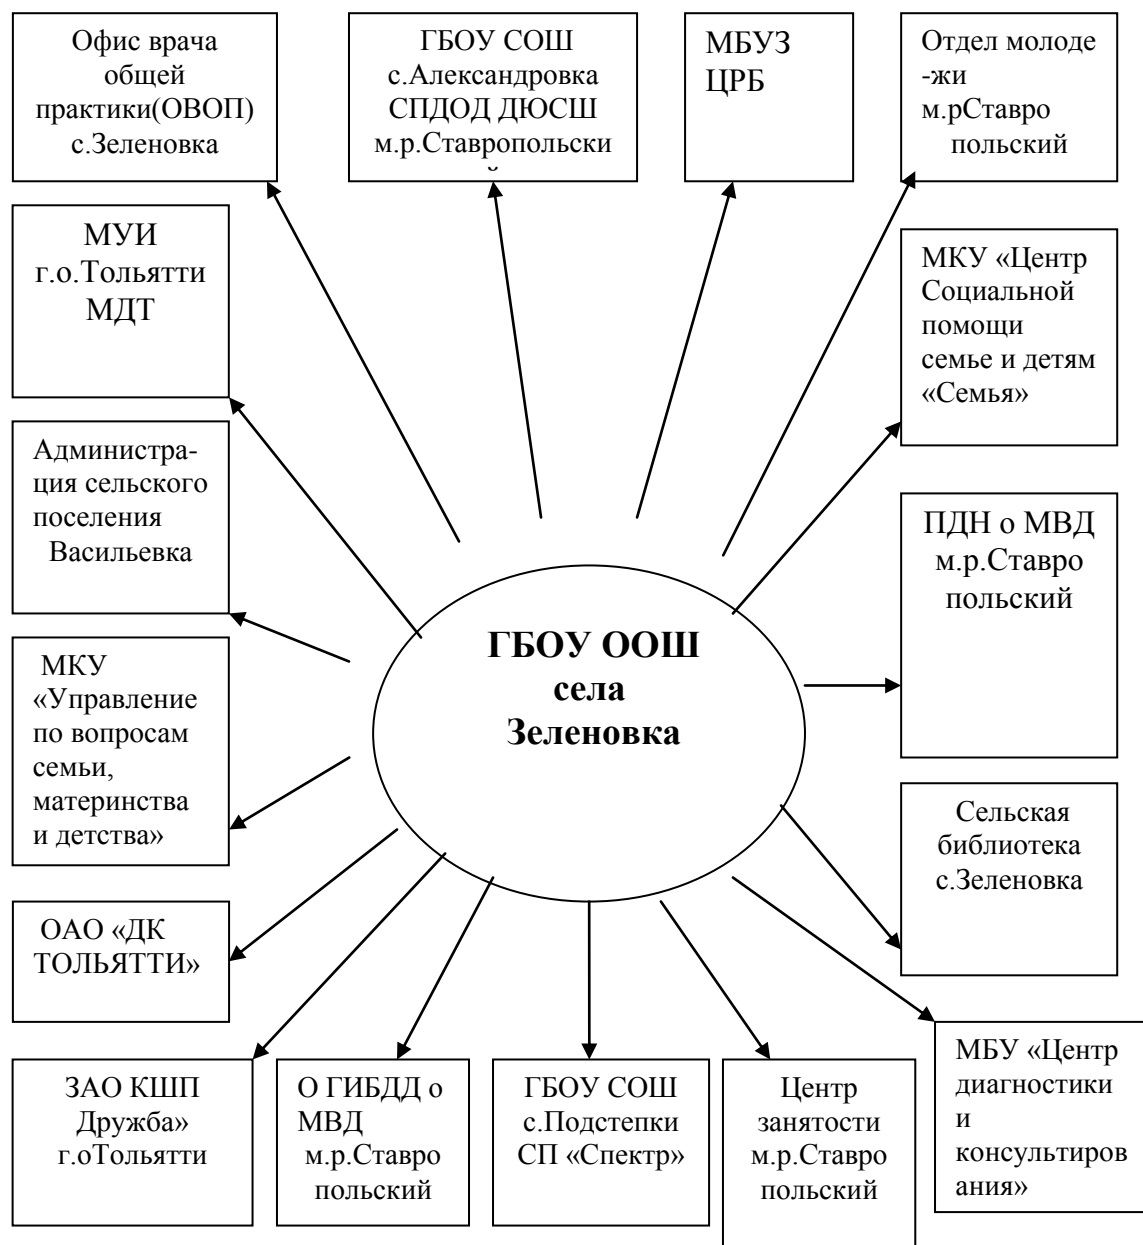 Офис врача
общей
практики(ОВОП)
с.Зеленовка
ГБОУ СОШ
с.Александровка
СПДОД ДЮСШ
м.р.Ставропольски
й
МБУЗ
ЦРБ
Отдел молоде
-жи
м.рСтавро
польский
МУИ
г.о.Тольятти
МДТ
МКУ «Центр
Социальной
помощи
семье и детям
«Семья»
Администра-
ция сельского
поселения
Васильевка
ПДН о МВД
м.р.Ставро
польский
ГБОУ ООШ
села
Зеленовка
МКУ
«Управление
по вопросам
семьи,
материнства
и детства»
Сельская
библиотека
с.Зеленовка
ОАО «ДК
ТОЛЬЯТТИ»
МБУ «Центр
диагностики
и
консультиров
ания»
ЗАО КШП
Дружба»
г.оТольятти
О ГИБДД о
МВД
м.р.Ставро
польский
ГБОУ СОШ
с.Подстепки
СП «Спектр»
Центр
занятости
м.р.Ставро
польский